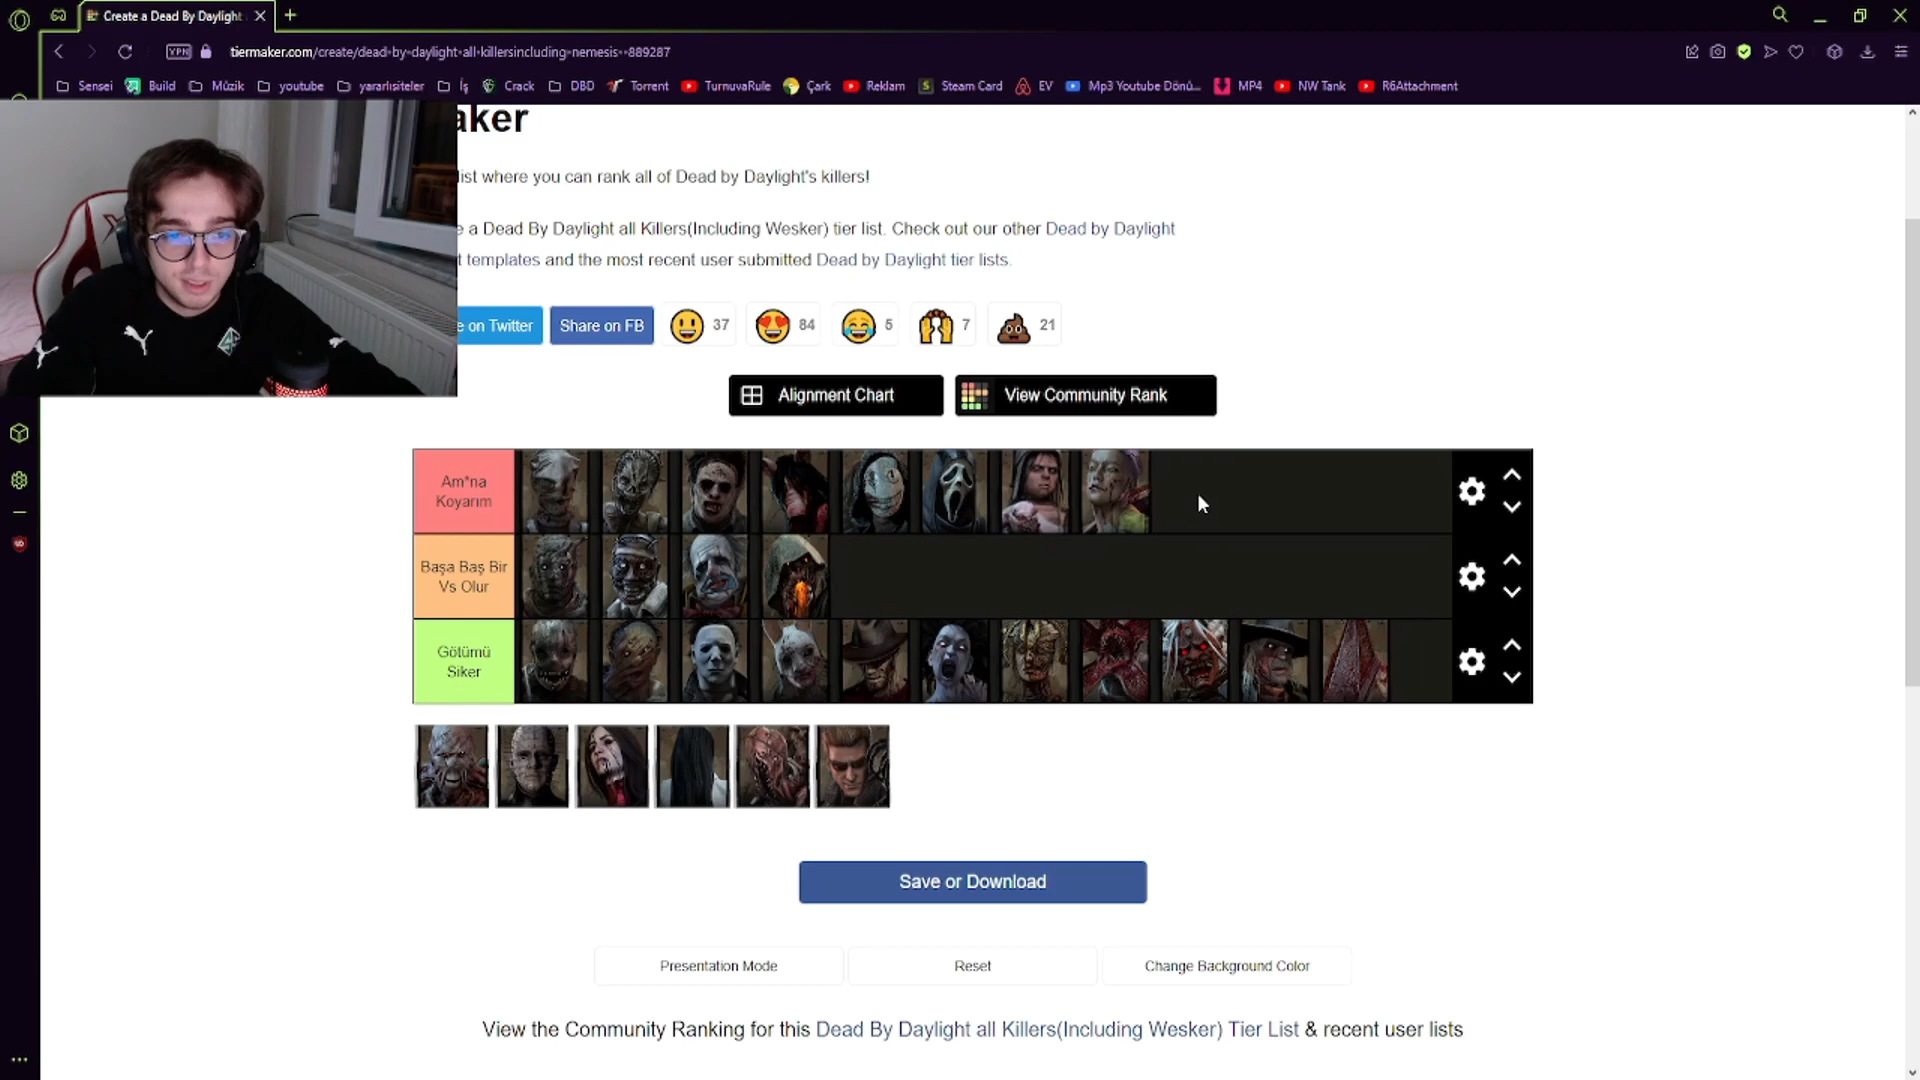 Create a Dead By Daylight
tiermaker.com/create/dead-by-daylight-all-killersincluding-nemesis--889287
VPN
Sensei Build Müzik youtube yararlısiteler İş Crack DBD Torrent TurnuvaRule Çark Reklam Steam Card EV Mp3 Youtube Dönü... MP4 NW Tank R6Attachment
aker
list where you can rank all of Dead by Daylight's killers!
e a Dead By Daylight all Killers(Including Wesker) tier list. Check out our other Dead by Daylight
t templates and the most recent user submitted Dead by Daylight tier lists.
e on Twitter
Share on FB
37
84
5
7
21
Alignment Chart
View Community Rank
Am*na
Koyarım
Başa Baş Bir
Vs Olur
Götümü
Siker
Save or Download
Presentation Mode
Reset
Change Background Color
View the Community Ranking for this Dead By Daylight all Killers(Including Wesker) Tier List & recent user lists